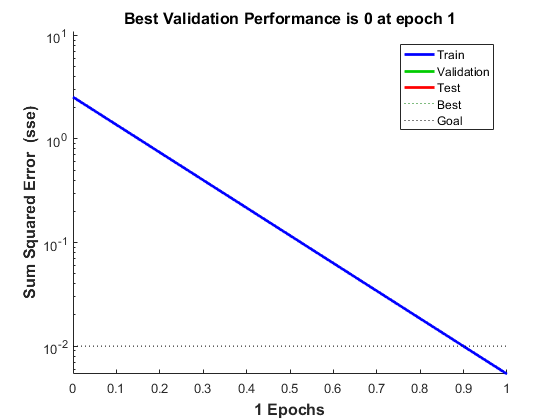 Best Validation Performance is 0 at epoch 1
10^1
10^0
10^-1
10^-2
Sum Squared Error (sse)
Train
Validation
Test
Best
Goal
0 0.1 0.2 0.3 0.4 0.5 0.6 0.7 0.8 0.9 1
1 Epochs